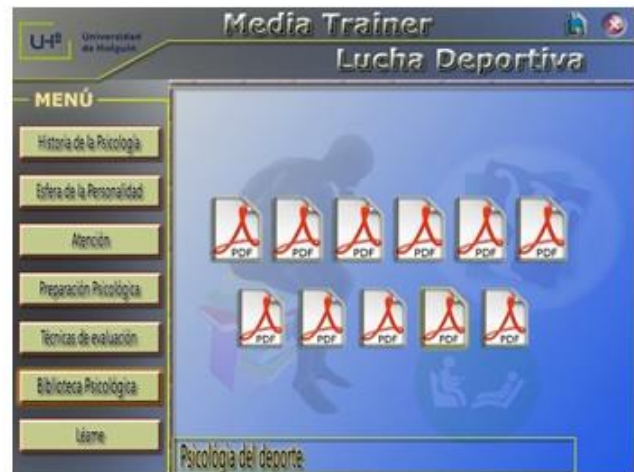 Media Trainer
Lucha Deportiva
UHº
Universidad
de Holguín
MENÚ
Historia de la Psicología
Esfera de la Personalidad
Atención
Preparación Psicológica
Técnicas de evaluación
Biblioteca Psicológica
Léame
PDF PDF PDF PDF PDF PDF
PDF PDF PDF PDF PDF
Psicológia del deporte